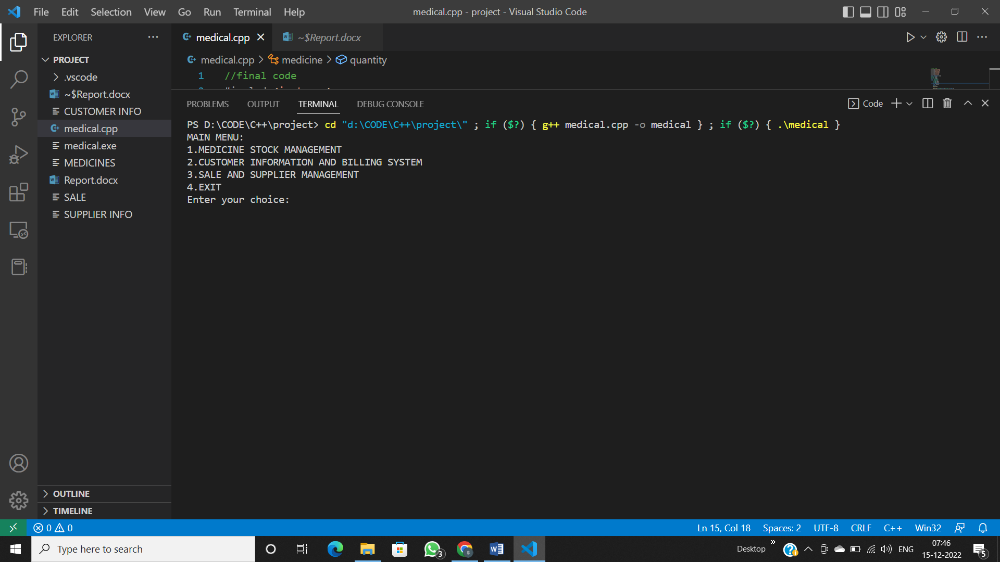 File Edit Selection View Go Run Terminal Help
medical.cpp - project - Visual Studio Code
EXPLORER
PROJECT
.vscode
~$Report.docx
CUSTOMER INFO
medical.cpp
medical.exe
MEDICINES
Report.docx
SALE
SUPPLIER INFO
OUTLINE
TIMELINE
medical.cpp
~$Report.docx
medical.cpp > medicine > quantity
1 //final code
PROBLEMS OUTPUT TERMINAL DEBUG CONSOLE
Code
PS D:\CODE\C++\project> cd "d:\CODE\C++\project\" ; if ($?) { g++ medical.cpp -o medical } ; if ($?) { .\medical }
MAIN MENU:
1.MEDICINE STOCK MANAGEMENT
2.CUSTOMER INFORMATION AND BILLING SYSTEM
3.SALE AND SUPPLIER MANAGEMENT
4.EXIT
Enter your choice:
0 0
Ln 15, Col 18 Spaces: 2 UTF-8 CRLF C++ Win32
Type here to search
3
Desktop
ENG
07:46
15-12-2022
5